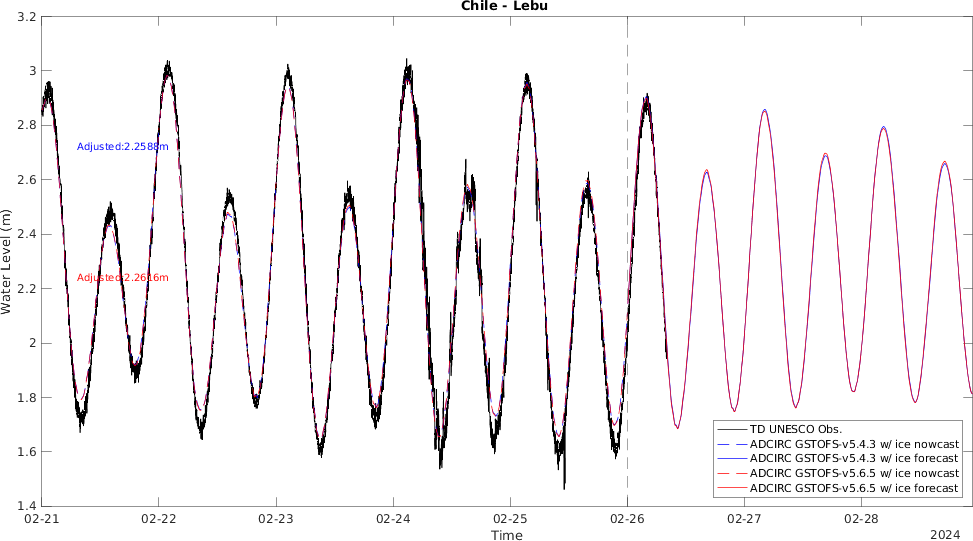 Chile - Lebu
3.2
3
2.8
2.6
2.4
2.2
2
1.8
1.6
1.4
Water Level (m)
Adjusted:2.2588m
Adjusted:2.2616m
TD UNESCO Obs.
ADCIRC GSTOFS-v5.4.3 w/ ice nowcast
ADCIRC GSTOFS-v5.4.3 w/ ice forecast
ADCIRC GSTOFS-v5.6.5 w/ ice nowcast
ADCIRC GSTOFS-v5.6.5 w/ ice forecast
02-21 02-22 02-23 02-24 02-25 02-26 02-27 02-28
Time
2024